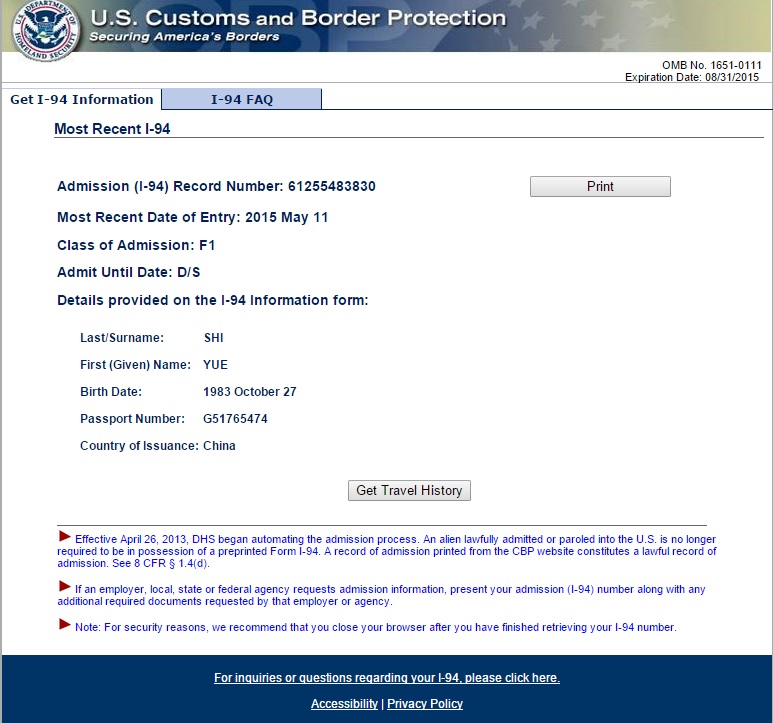 U.S. Customs and Border Protection
Securing America's Borders
U.S. DEPARTMENT OF
HOMELAND SECURITY
OMB No. 1651-0111
Expiration Date: 08/31/2015
Get I-94 Information
I-94 FAQ
Most Recent I-94
Admission (I-94) Record Number: 61255483830
Print
Most Recent Date of Entry: 2015 May 11
Class of Admission: F1
Admit Until Date: D/S
Details provided on the I-94 Information form:
Last/Surname: SHI
First (Given) Name: YUE
Birth Date: 1983 October 27
Passport Number: G51765474
Country of Issuance: China
Get Travel History
Effective April 26, 2013, DHS began automating the admission process. An alien lawfully admitted or paroled into the U.S. is no longer
required to be in possession of a preprinted Form I-94. A record of admission printed from the CBP website constitutes a lawful record of
admission. See 8 CFR § 1.4(d).
If an employer, local, state or federal agency requests admission information, present your admission (I-94) number along with any
additional required documents requested by that employer or agency.
Note: For security reasons, we recommend that you close your browser after you have finished retrieving your I-94 number.
For inquiries or questions regarding your I-94, please click here.
Accessibility | Privacy Policy